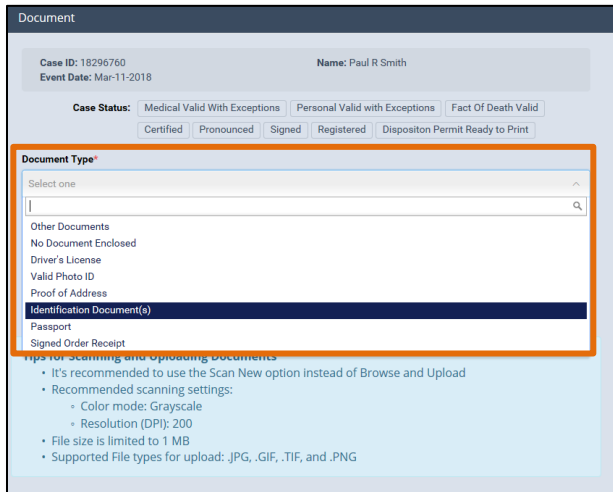 Document
Case ID: 18296760 Name: Paul R Smith
Event Date: Mar-11-2018
Case Status: Medical Valid With Exceptions Personal Valid with Exceptions Fact Of Death Valid
Certified Pronounced Signed Registered Dispositon Permit Ready to Print
Document Type*
Select one
Other Documents
No Document Enclosed
Driver's License
Valid Photo ID
Proof of Address
Identification Document(s)
Passport
Signed Order Receipt
Tips for Scanning and Uploading Documents
• It's recommended to use the Scan New option instead of Browse and Upload
• Recommended scanning settings:
◦ Color mode: Grayscale
◦ Resolution (DPI): 200
• File size is limited to 1 MB
• Supported File types for upload: .JPG, .GIF, .TIF, and .PNG